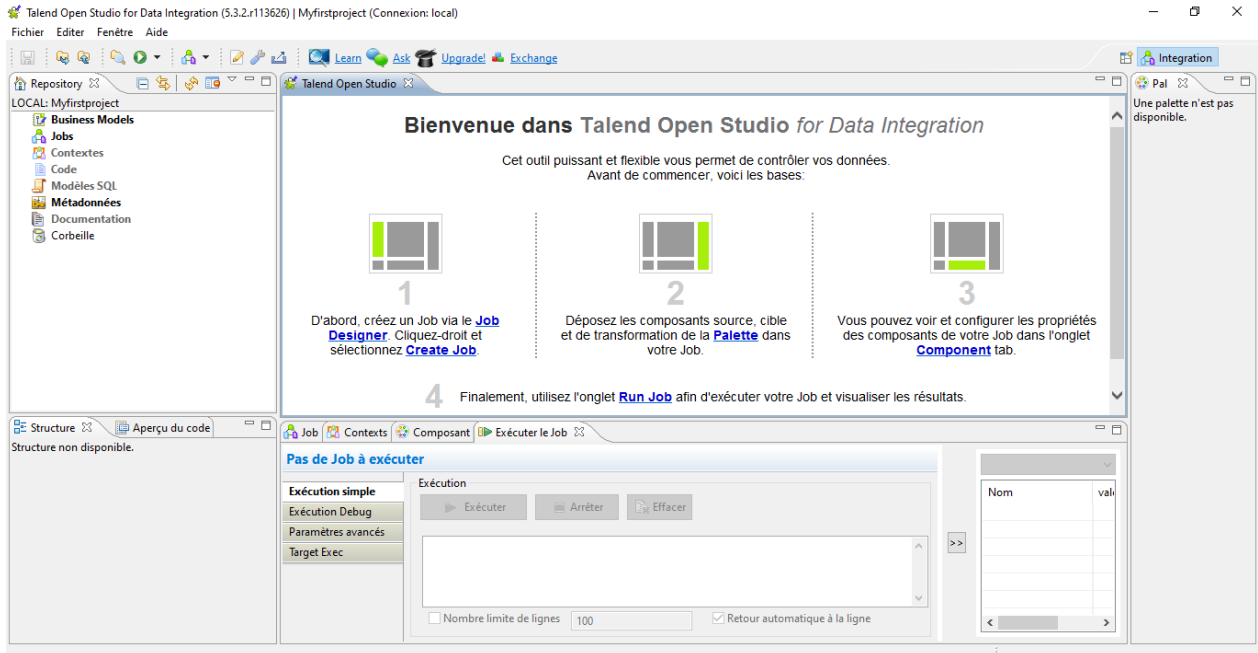 Talend Open Studio for Data Integration (5.3.2.r113626) | Myfirstproject (Connexion: local)
Fichier Editer Fenêtre Aide
Learn Ask Upgrade! Exchange
Integration
Repository
LOCAL: Myfirstproject
Business Models
Jobs
Contextes
Code
Modèles SQL
Métadonnées
Documentation
Corbeille
Talend Open Studio
Bienvenue dans Talend Open Studio for Data Integration
Cet outil puissant et flexible vous permet de contrôler vos données.
Avant de commencer, voici les bases:
1
D'abord, créez un Job via le Job
Designer. Cliquez-droit et
sélectionnez Create Job.
2
Déposez les composants source, cible
et de transformation de la Palette dans
votre Job.
3
Vous pouvez voir et configurer les propriétés
des composants de votre Job dans l'onglet
Component tab.
4 Finalement, utilisez l'onglet Run Job afin d'exécuter votre Job et visualiser les résultats.
Pal
Une palette n'est pas
disponible.
Structure Aperçu du code
Structure non disponible.
Job Contexts Composant Exécuter le Job
Pas de Job à exécuter
Exécution simple
Exécution Debug
Paramètres avancés
Target Exec
Exécution
Exécuter Arrêter Effacer
Nombre limite de lignes 100 Retour automatique à la ligne
>>
Nom vale